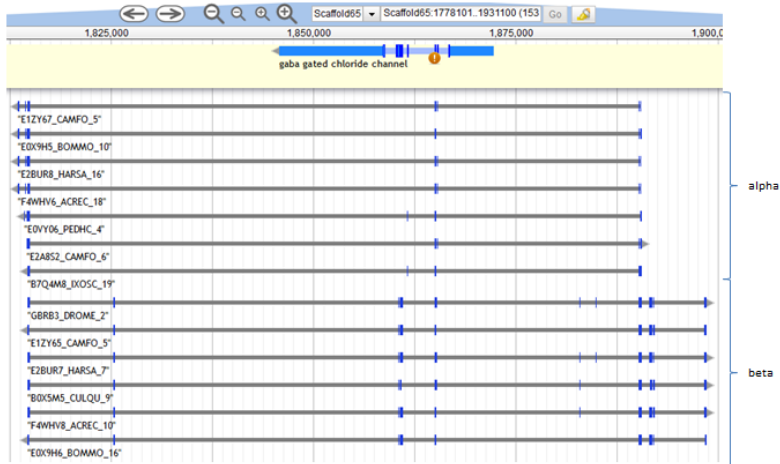 Scaffold65 Scaffold65:1778101..1931100 (153 Go
1,825,000 1,850,000 1,875,000 1,900,0
gaba gated chloride channel
"E1ZY67_CAMFO_5"
"E0X9H5_BOMMO_10"
"E2BUR8_HARSA_16"
"F4WHV6_ACREC_18"
alpha
"E0VY06_PEDHC_4"
"E2A8S2_CAMFO_6"
"B7Q4M8_IXOSC_19"
"GBRB3_DROME_2"
"E1ZY65_CAMFO_5"
"E2BUR7_HARSA_7"
beta
"B0X5M5_CULQU_9"
"F4WHV8_ACREC_10"
"E0X9H6_BOMMO_16"